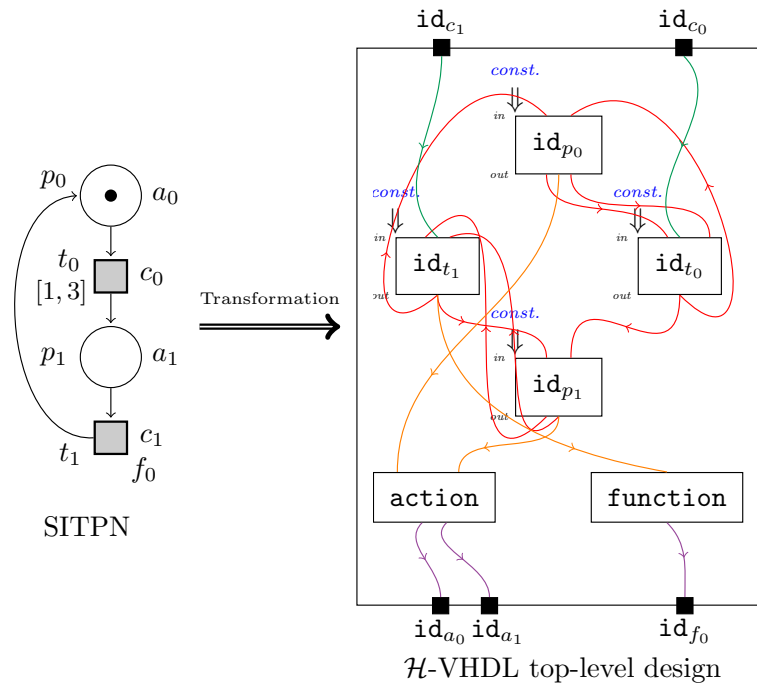 id_{c_1} id_{c_0}
const.
in
id_{p_0}
out
p_0 a_0
const. const.
in in
t_0 c_0
[1, 3]
id_{t_1} id_{t_0}
out out
Transformation
const.
in
p_1 a_1
id_{p_1}
out
t_1 c_1
f_0
action function
SITPN
id_{a_0} id_{a_1} id_{f_0}
ℋ-VHDL top-level design